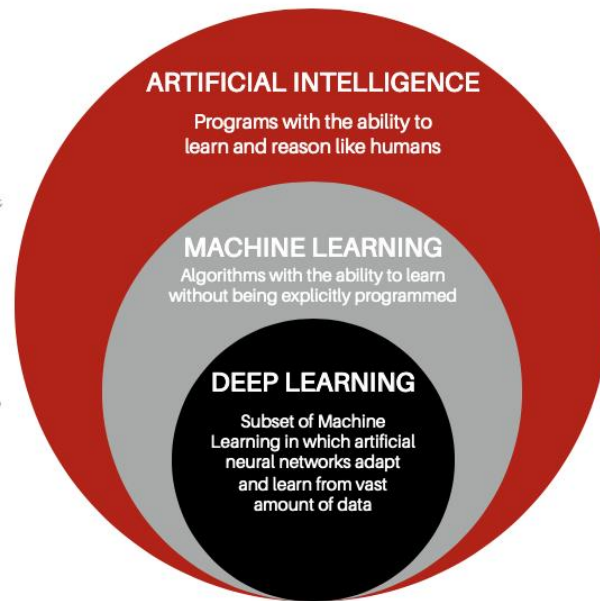 ARTIFICIAL INTELLIGENCE
Programs with the ability to
learn and reason like humans
MACHINE LEARNING
Algorithms with the ability to learn
without being explicitly programmed
DEEP LEARNING
Subset of Machine
Learning in which artificial
neural networks adapt
and learn from vast
amount of data